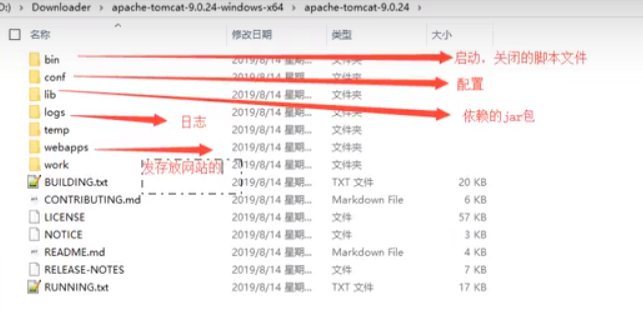 D:) › Downloader › apache-tomcat-9.0.24-windows-x64 › apache-tomcat-9.0.24 ›
名称 修改日期 类型 大小
bin 2019/8/14 星期... 文件夹 启动，关闭的脚本文件
conf 2019/8/14 星期... 文件夹 配置
lib 2019/8/14 星期... 文件夹
logs 日志 2019/8/14 星期... 文件夹 依赖的jar包
temp 2019/8/14 星期... 文件夹
webapps 2019/8/14 星期... 文件夹
work 发存放网站的 2019/8/14 星期... 文件夹
BUILDING.txt 2019/8/14 星期... TXT 文件 20 KB
CONTRIBUTING.md 2019/8/14 星期... Markdown File 6 KB
LICENSE 2019/8/14 星期... 文件 57 KB
NOTICE 2019/8/14 星期... 文件 3 KB
README.md 2019/8/14 星期... Markdown File 4 KB
RELEASE-NOTES 2019/8/14 星期... 文件 7 KB
RUNNING.txt 2019/8/14 星期... TXT 文件 17 KB